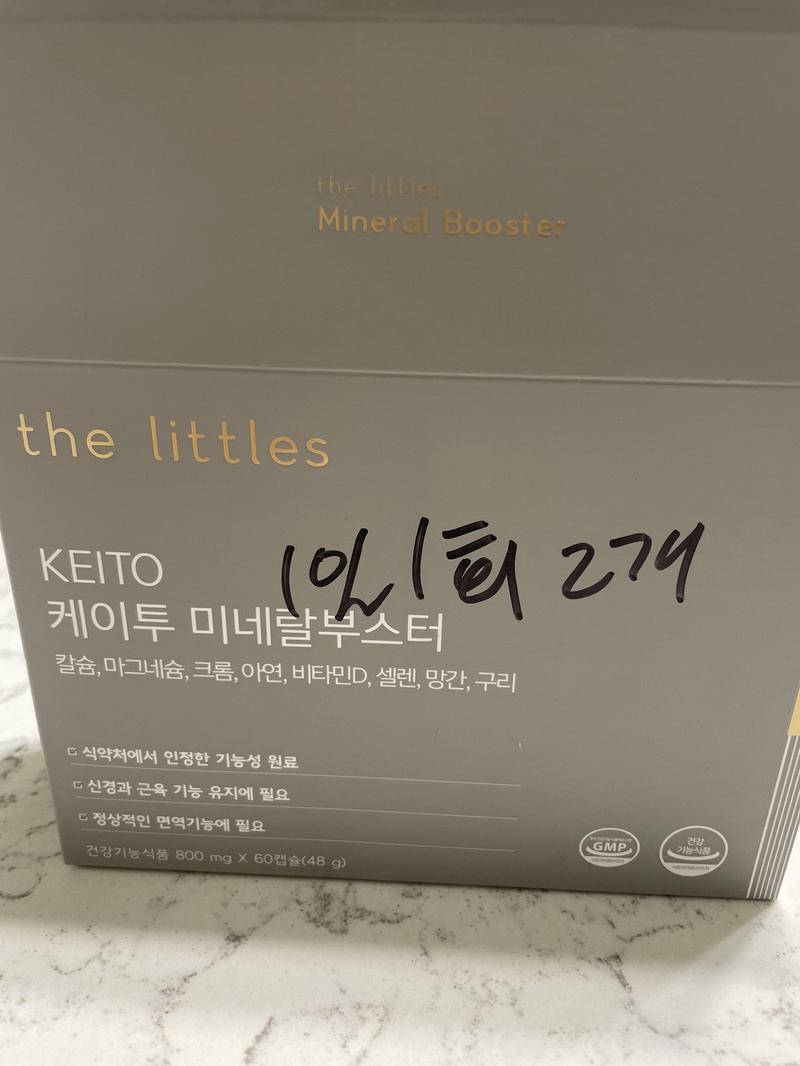 the littles
Mineral Booster
the littles
KEITO
1일 1회 2개
케이투 미네랄부스터
칼슘, 마그네슘, 크롬, 아연, 비타민D, 셀렌, 망간, 구리
식약처에서 인정한 기능성 원료
신경과 근육 기능 유지에 필요
정상적인 면역기능에 필요
건강기능식품 800 mg X 60캡슐(48 g)
GMP
건강
기능식품